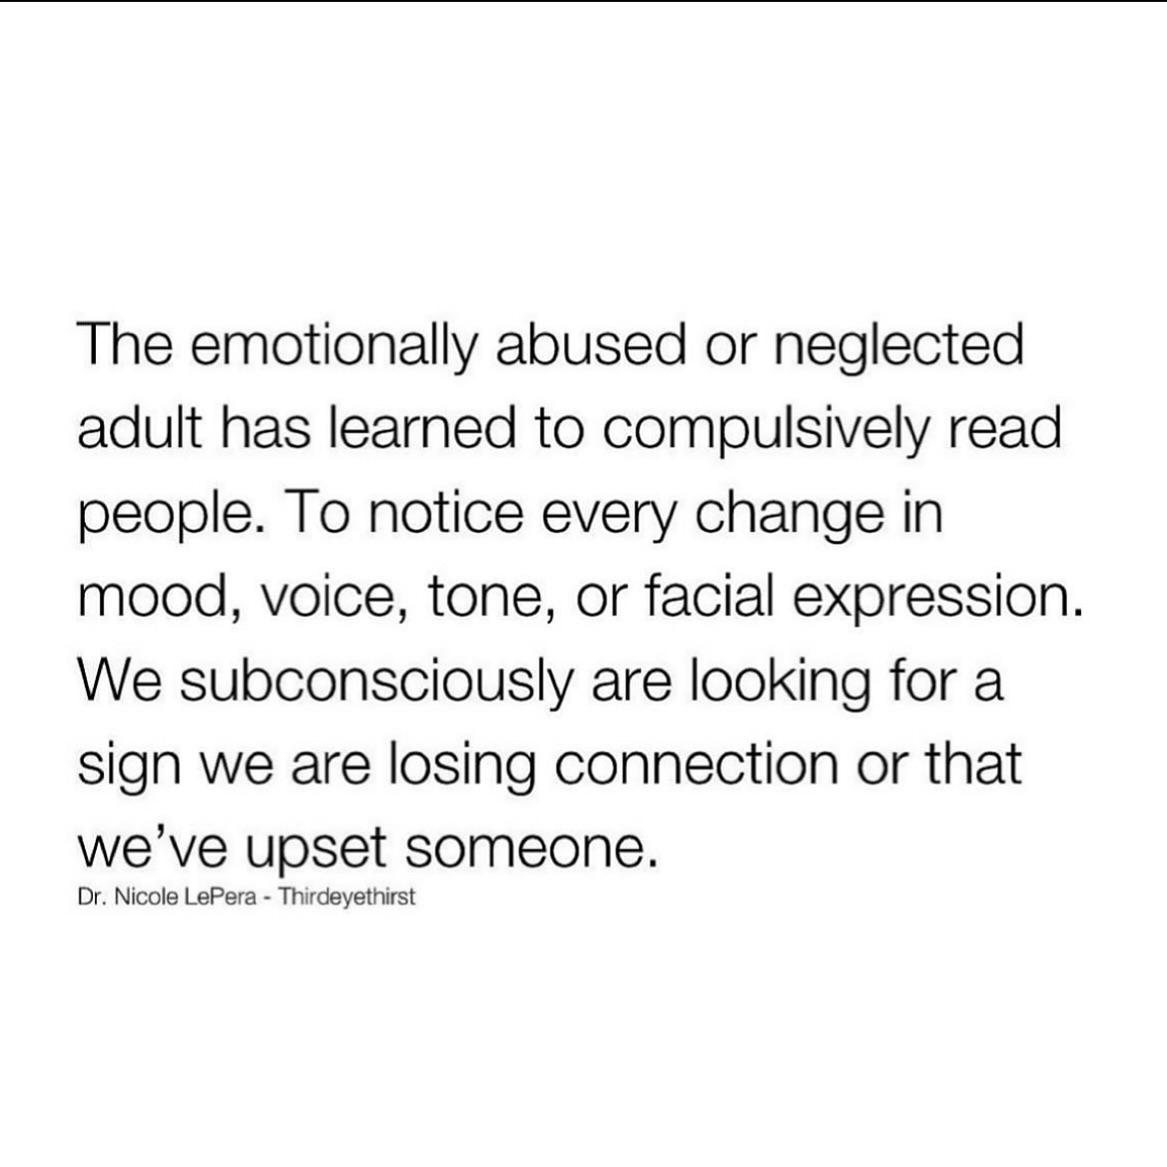 The emotionally abused or neglected
adult has learned to compulsively read
people. To notice every change in
mood, voice, tone, or facial expression.
We subconsciously are looking for a
sign we are losing connection or that
we’ve upset someone.
Dr. Nicole LePera - Thirdeyethirst